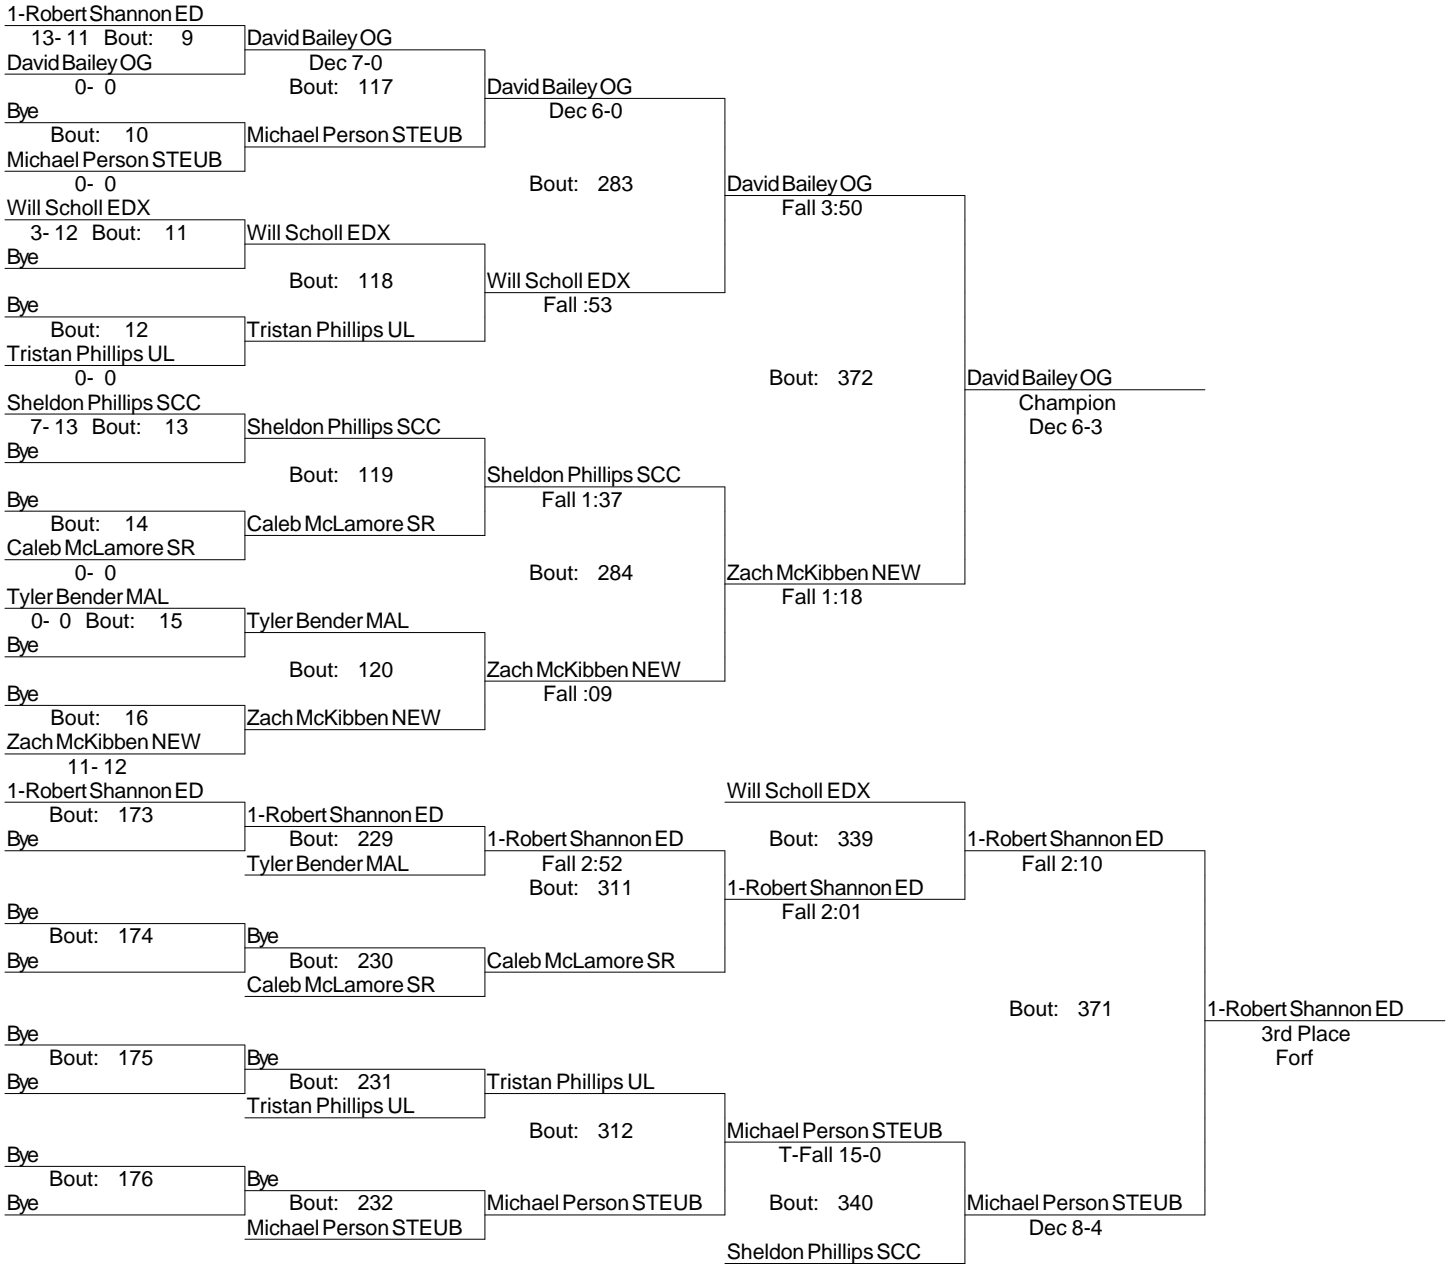 1-Robert Shannon ED
13- 11 Bout: 9 David Bailey OG
David Bailey OG Dec 7-0
0- 0 Bout: 117 David Bailey OG
Bye Dec 6-0
Bout: 10 Michael Person STEUB
Michael Person STEUB
0- 0 Bout: 283 David Bailey OG
Will Scholl EDX Fall 3:50
3- 12 Bout: 11 Will Scholl EDX
Bye
Bout: 118 Will Scholl EDX
Bye Fall :53
Bout: 12 Tristan Phillips UL
Tristan Phillips UL
0- 0 Bout: 372 David Bailey OG
Sheldon Phillips SCC Champion
7- 13 Bout: 13 Sheldon Phillips SCC Dec 6-3
Bye
Bout: 119 Sheldon Phillips SCC
Bye Fall 1:37
Bout: 14 Caleb McLamore SR
Caleb McLamore SR
0- 0 Bout: 284 Zach McKibben NEW
Tyler Bender MAL Fall 1:18
0- 0 Bout: 15 Tyler Bender MAL
Bye
Bout: 120 Zach McKibben NEW
Bye Fall :09
Bout: 16 Zach McKibben NEW
Zach McKibben NEW
11- 12
1-Robert Shannon ED Will Scholl EDX
Bout: 173 1-Robert Shannon ED
Bye Bout: 229 1-Robert Shannon ED Bout: 339 1-Robert Shannon ED
Tyler Bender MAL Fall 2:52 Fall 2:10
Bout: 311 1-Robert Shannon ED
Bye Fall 2:01
Bout: 174 Bye
Bye Bout: 230 Caleb McLamore SR
Caleb McLamore SR
Bout: 371 1-Robert Shannon ED
Bye 3rd Place
Bout: 175 Bye Forf
Bye Bout: 231 Tristan Phillips UL
Tristan Phillips UL
Bout: 312 Michael Person STEUB
Bye T-Fall 15-0
Bout: 176 Bye
Bye Bout: 232 Michael Person STEUB Bout: 340 Michael Person STEUB
Michael Person STEUB Dec 8-4
Sheldon Phillips SCC